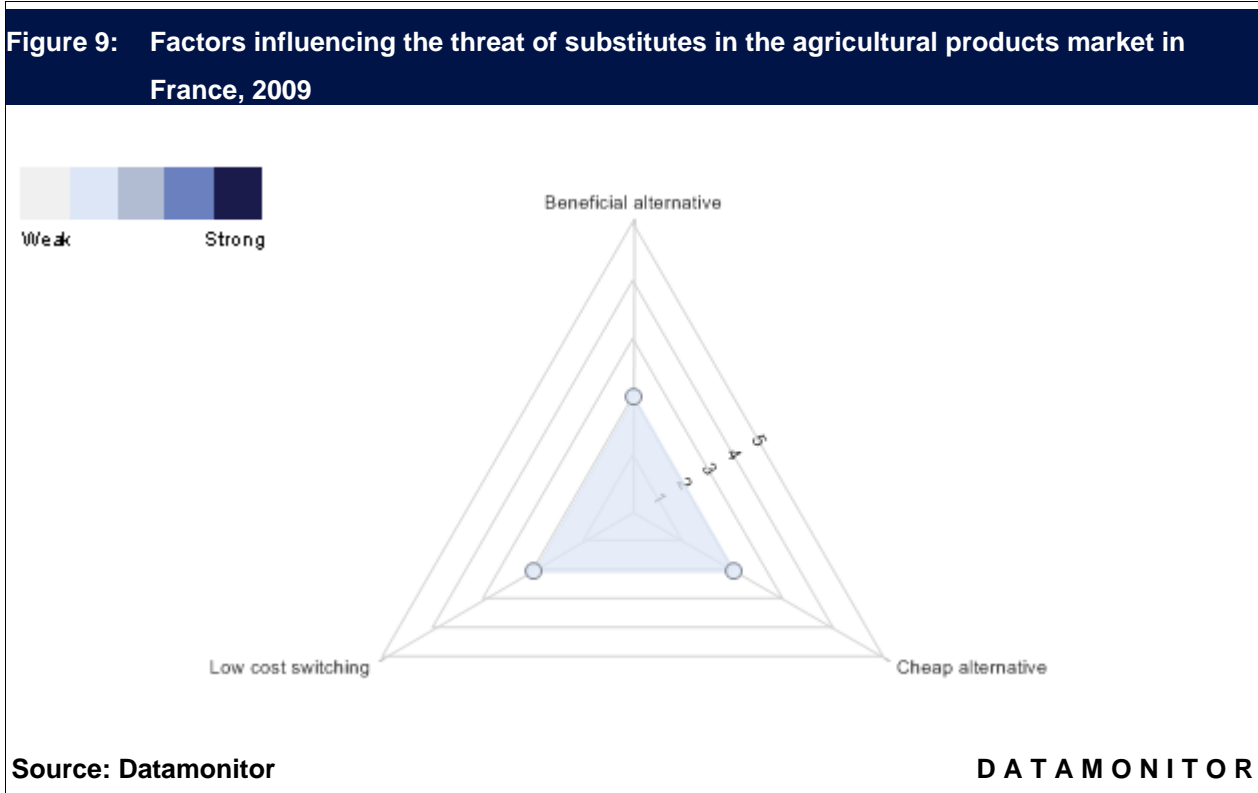 Figure 9: Factors influencing the threat of substitutes in the agricultural products market in
France, 2009
Weak Strong
Beneficial alternative
5
4
3
2
1
Low cost switching
Cheap alternative
Source: Datamonitor
D A T A M O N I T O R